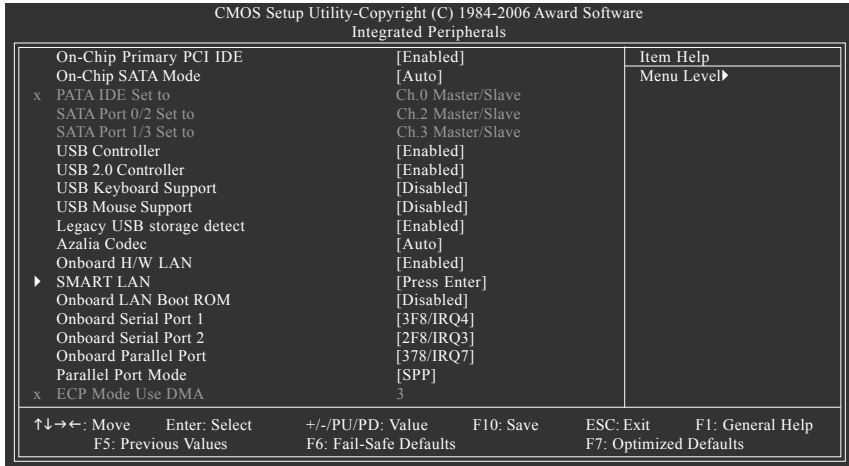 CMOS Setup Utility-Copyright (C) 1984-2006 Award Software
Integrated Peripherals
On-Chip Primary PCI IDE [Enabled] Item Help
On-Chip SATA Mode [Auto] Menu Level▶
x PATA IDE Set to Ch.0 Master/Slave
SATA Port 0/2 Set to Ch.2 Master/Slave
SATA Port 1/3 Set to Ch.3 Master/Slave
USB Controller [Enabled]
USB 2.0 Controller [Enabled]
USB Keyboard Support [Disabled]
USB Mouse Support [Disabled]
Legacy USB storage detect [Enabled]
Azalia Codec [Auto]
Onboard H/W LAN [Enabled]
▶ SMART LAN [Press Enter]
Onboard LAN Boot ROM [Disabled]
Onboard Serial Port 1 [3F8/IRQ4]
Onboard Serial Port 2 [2F8/IRQ3]
Onboard Parallel Port [378/IRQ7]
Parallel Port Mode [SPP]
x ECP Mode Use DMA 3
↑↓→←: Move Enter: Select +/-/PU/PD: Value F10: Save ESC: Exit F1: General Help
F5: Previous Values F6: Fail-Safe Defaults F7: Optimized Defaults